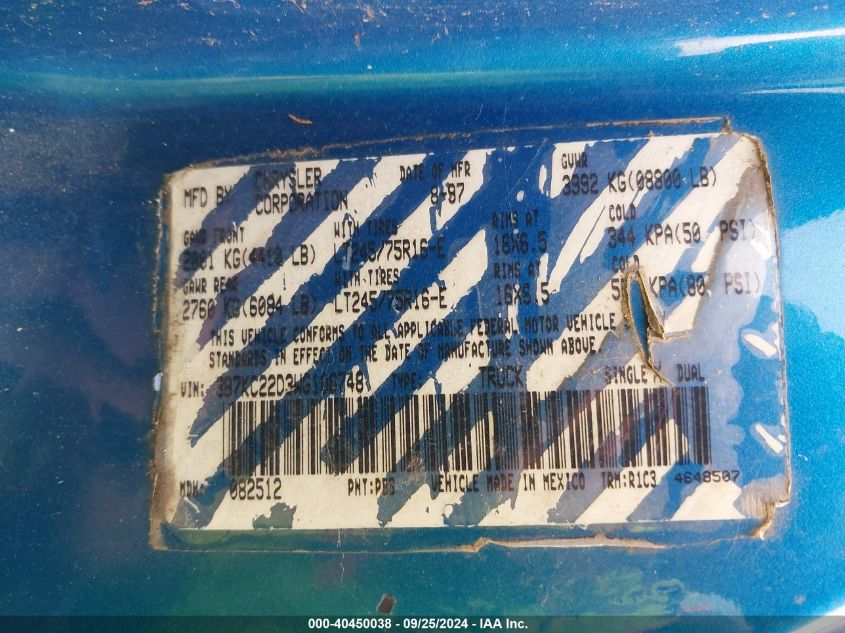 MFD BY: CHRYSLER CORPORATION DATE OF MFR 8-97 GVWR 3992 KG(08800 LB)
GAWR FRONT WITH TIRES RIMS AT COLD
2001 KG(4410 LB) LT245/75R16-E 16X6.5 344 KPA(50 PSI)
GAWR REAR WITH TIRES RIMS AT COLD
2760 KG(6084 LB) LT245/75R16-E 16X6.5 KPA(80 PSI)
THIS VEHICLE CONFORMS TO ALL APPLICABLE FEDERAL MOTOR VEHICLE
STANDARDS IN EFFECT ON THE DATE OF MANUFACTURE SHOWN ABOVE.
VIN: TYPE: TRUCK SINGLE X DUAL
MDH: 082512 PNT: VEHICLE MADE IN MEXICO TRM:R1C3 4648507
000-40450038 - 09/25/2024 - IAA Inc.